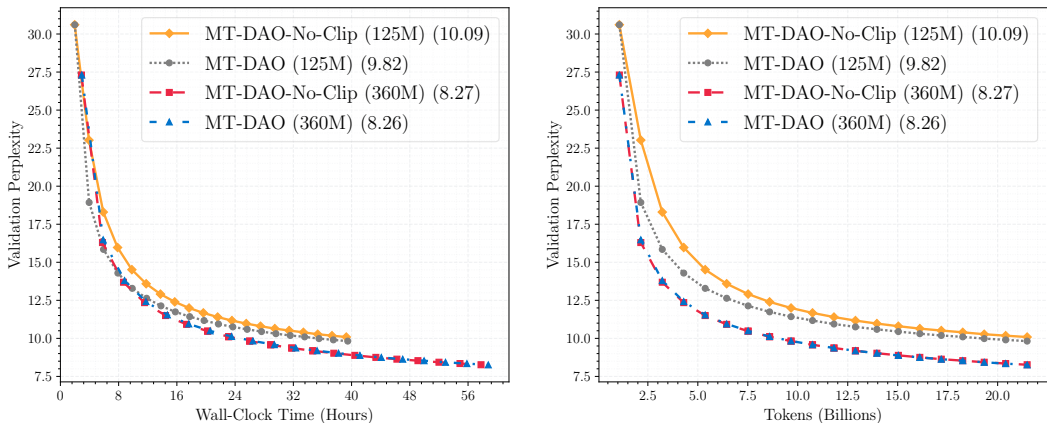 MT-DAO-No-Clip (125M) (10.09)
MT-DAO (125M) (9.82)
MT-DAO-No-Clip (360M) (8.27)
MT-DAO (360M) (8.26)
Validation Perplexity
30.0
27.5
25.0
22.5
20.0
17.5
15.0
12.5
10.0
7.5
0 8 16 24 32 40 48 56
Wall-Clock Time (Hours)
MT-DAO-No-Clip (125M) (10.09)
MT-DAO (125M) (9.82)
MT-DAO-No-Clip (360M) (8.27)
MT-DAO (360M) (8.26)
Validation Perplexity
30.0
27.5
25.0
22.5
20.0
17.5
15.0
12.5
10.0
7.5
2.5 5.0 7.5 10.0 12.5 15.0 17.5 20.0
Tokens (Billions)